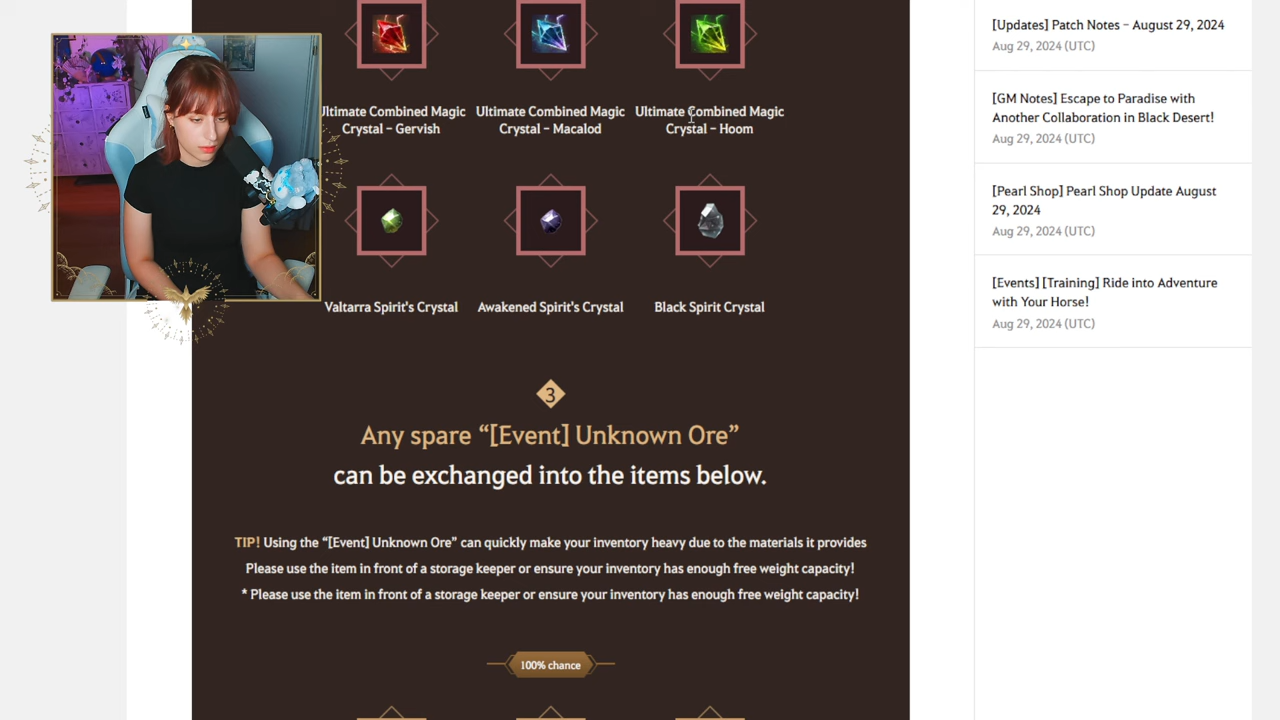 Ultimate Combined Magic
Crystal – Gervish
Ultimate Combined Magic
Crystal – Macalod
Ultimate Combined Magic
Crystal – Hoom
Valtarra Spirit's Crystal
Awakened Spirit's Crystal
Black Spirit Crystal
3
Any spare “[Event] Unknown Ore”
can be exchanged into the items below.
TIP! Using the “[Event] Unknown Ore” can quickly make your inventory heavy due to the materials it provides
Please use the item in front of a storage keeper or ensure your inventory has enough free weight capacity!
* Please use the item in front of a storage keeper or ensure your inventory has enough free weight capacity!
100% chance
[Updates] Patch Notes – August 29, 2024
Aug 29, 2024 (UTC)
[GM Notes] Escape to Paradise with
Another Collaboration in Black Desert!
Aug 29, 2024 (UTC)
[Pearl Shop] Pearl Shop Update August
29, 2024
Aug 29, 2024 (UTC)
[Events] [Training] Ride into Adventure
with Your Horse!
Aug 29, 2024 (UTC)